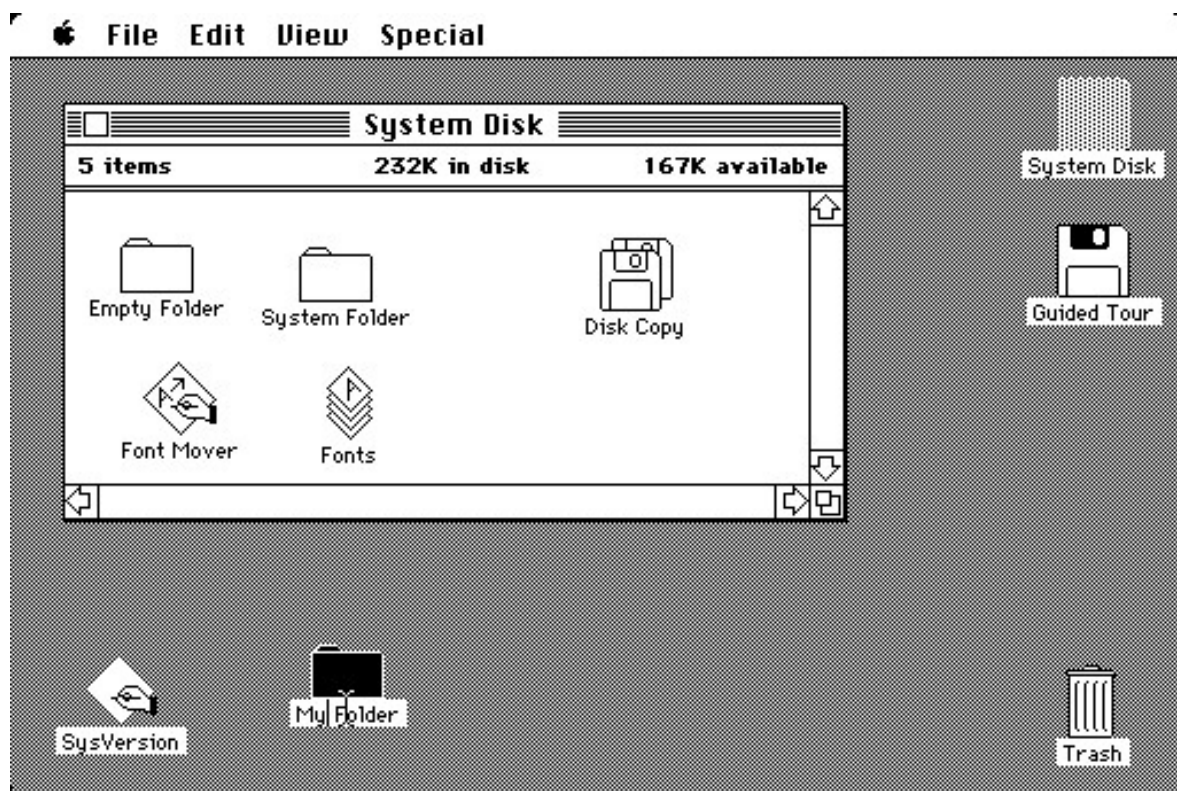 File Edit View Special
System Disk
5 items 232K in disk 167K available
Empty Folder
System Folder
Disk Copy
Font Mover
Fonts
System Disk
Guided Tour
My Folder
SysVersion
Trash